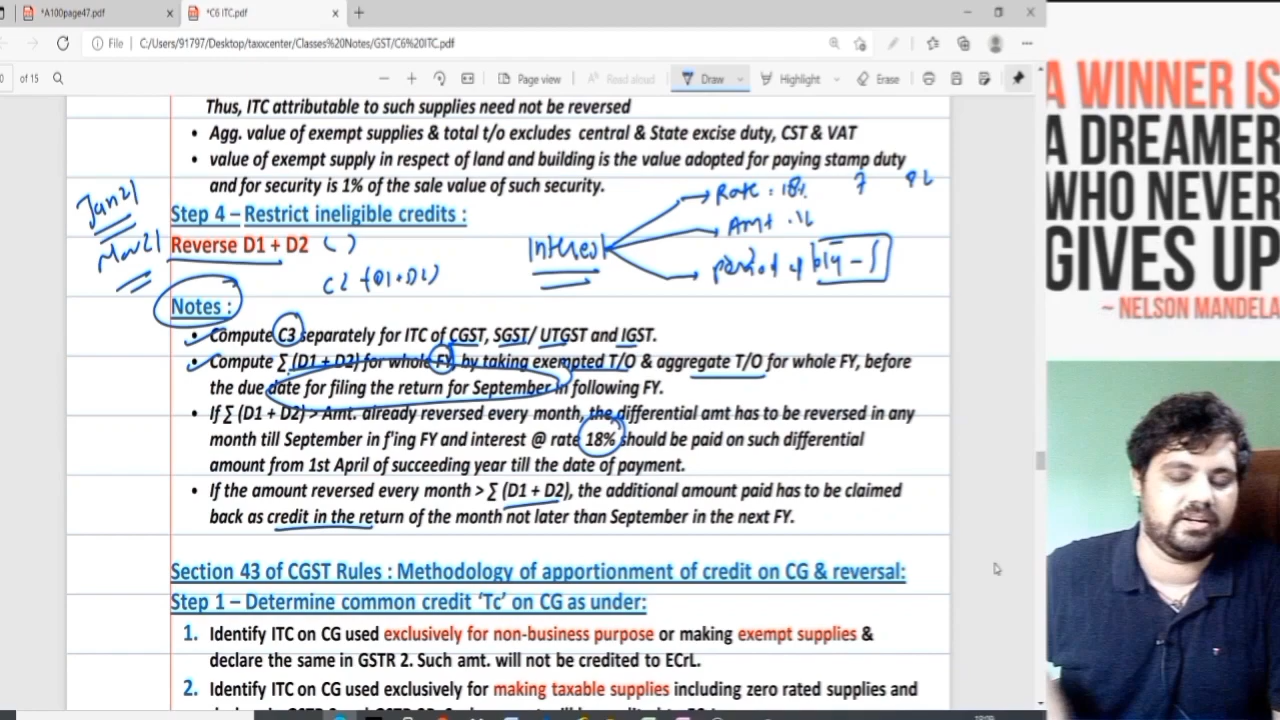 *A100page47.pdf
*C6 ITC.pdf
File C:/Users/91797/Desktop/taxxcenter/Classes%20Notes/GST/C6%20ITC.pdf
of 15
Page view
Read aloud
Draw
Highlight
Erase
Thus, ITC attributable to such supplies need not be reversed
• Agg. value of exempt supplies & total t/o excludes central & State excise duty, CST & VAT
• value of exempt supply in respect of land and building is the value adopted for paying stamp duty
and for security is 1% of the sale value of such security.
Jan 21
Mar 21
Step 4 – Restrict ineligible credits :
Reverse D1 + D2
C2 (D1+D2)
Interest
Rate : 18%
Amt
period
Notes :
• Compute C3 separately for ITC of CGST, SGST/ UTGST and IGST.
• Compute ∑ (D1 + D2) for whole FY, by taking exempted T/O & aggregate T/O for whole FY, before
the due date for filing the return for September in following FY.
• If ∑ (D1 + D2) > Amt. already reversed every month, the differential amt has to be reversed in any
month till September in f'ing FY and interest @ rate 18% should be paid on such differential
amount from 1st April of succeeding year till the date of payment.
• If the amount reversed every month > ∑ (D1 + D2), the additional amount paid has to be claimed
back as credit in the return of the month not later than September in the next FY.
Section 43 of CGST Rules : Methodology of apportionment of credit on CG & reversal:
Step 1 – Determine common credit ‘Tc’ on CG as under:
1. Identify ITC on CG used exclusively for non-business purpose or making exempt supplies &
declare the same in GSTR 2. Such amt. will not be credited to ECrL.
2. Identify ITC on CG used exclusively for making taxable supplies including zero rated supplies and
A WINNER IS
A DREAMER
WHO NEVER
GIVES UP
~ NELSON MANDELA